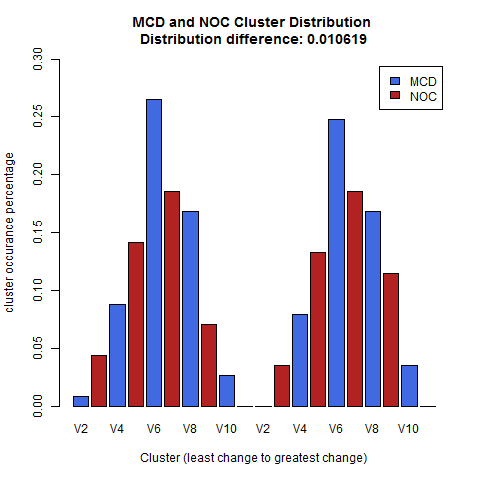 MCD and NOC Cluster Distribution
Distribution difference: 0.010619
MCD
NOC
0.30
0.25
0.20
0.15
0.10
0.05
0.00
cluster occurance percentage
V2 V4 V6 V8 V10 V2 V4 V6 V8 V10
Cluster (least change to greatest change)